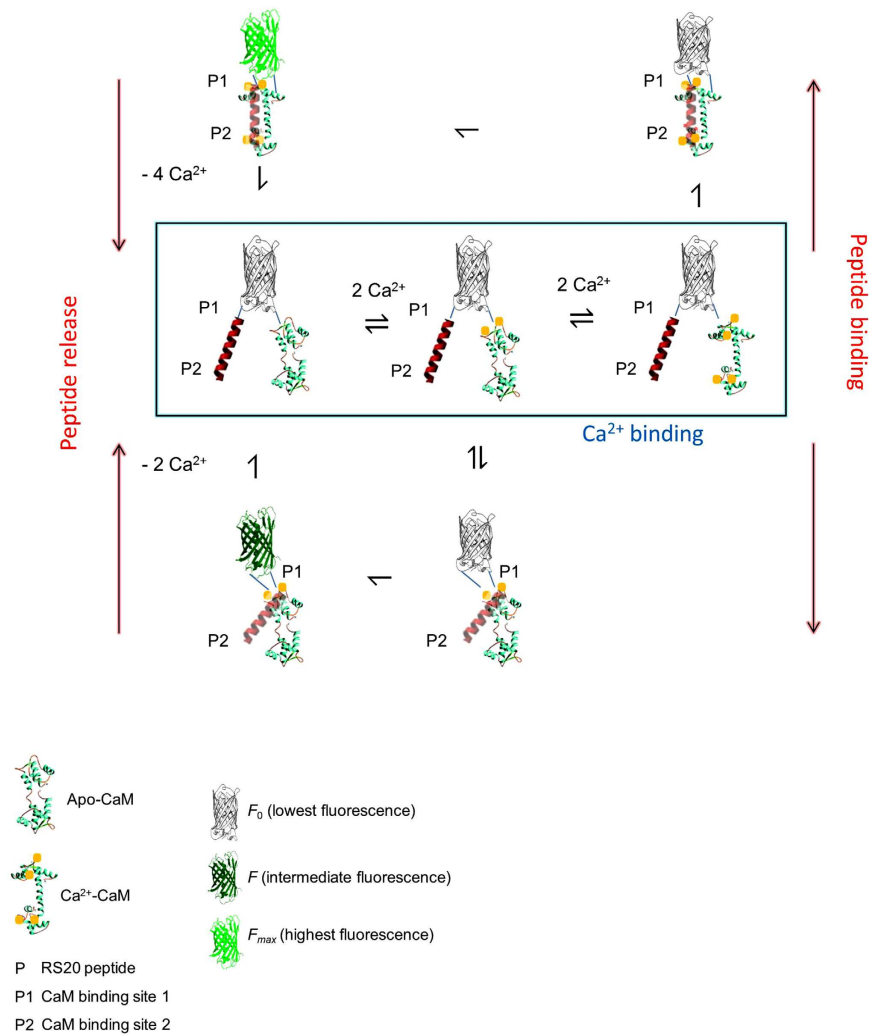 P1
P2
- 4 Ca²⁺
P1
P2
Peptide release
Peptide binding
P1
P2
2 Ca²⁺
P1
P2
2 Ca²⁺
P1
P2
Ca²⁺ binding
- 2 Ca²⁺
P1
P2
P1
P2
Apo-CaM
Ca²⁺-CaM
P RS20 peptide
P1 CaM binding site 1
P2 CaM binding site 2
F₀ (lowest fluorescence)
F (intermediate fluorescence)
Fmax (highest fluorescence)